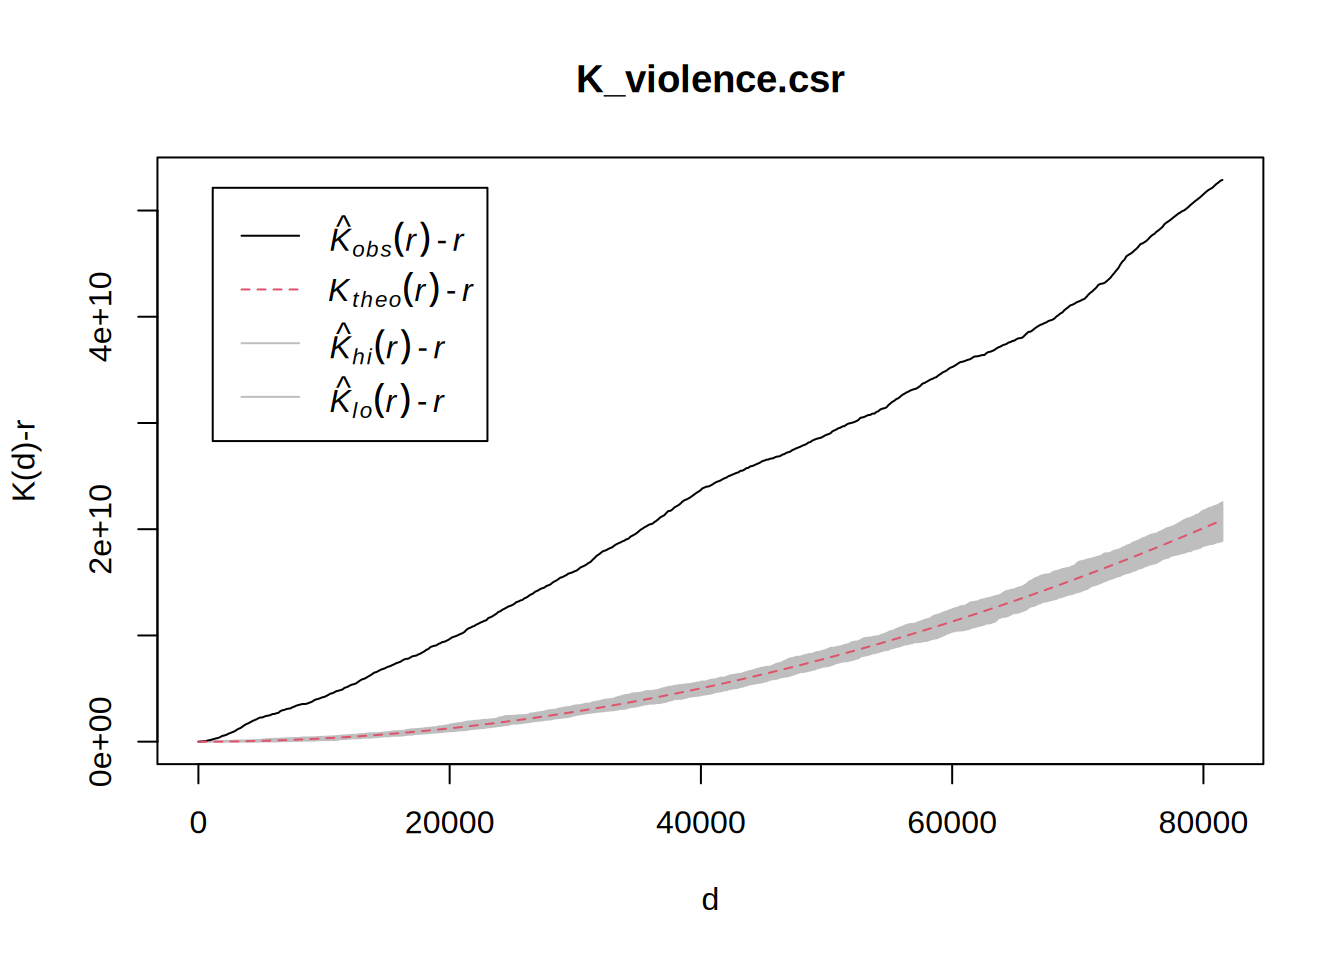 K_violence.csr
K̂obs(r) - r
Ktheo(r) - r
K̂hi(r) - r
K̂lo(r) - r
K(d)-r
4e+10
2e+10
0e+00
0 20000 40000 60000 80000
d